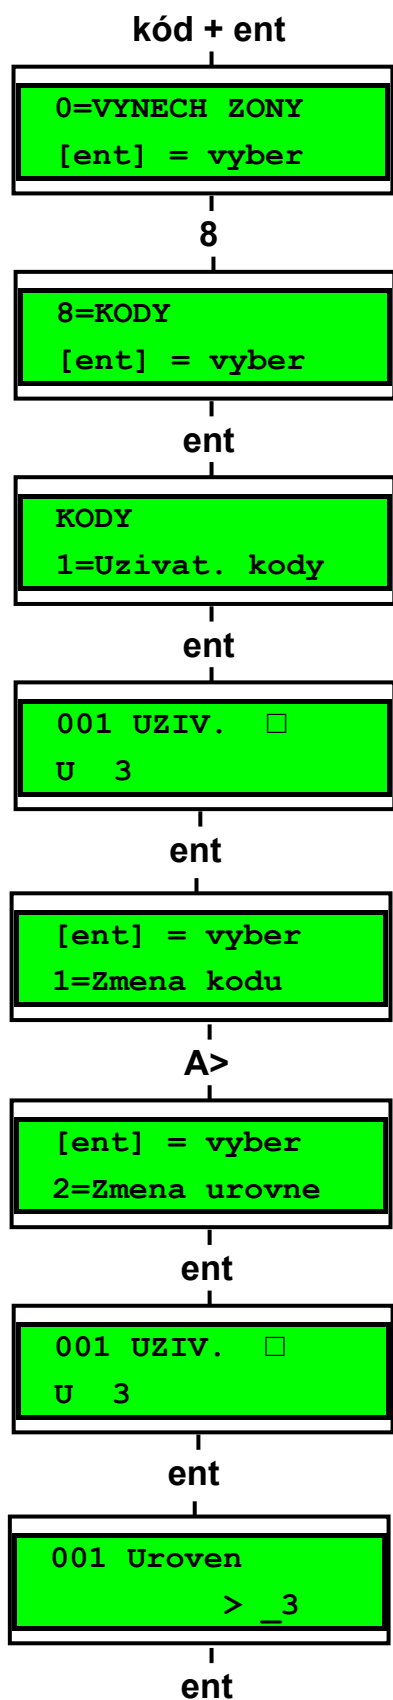 kód + ent
0=VYNECH ZONY
[ent] = vyber
8
8=KODY
[ent] = vyber
ent
KODY
1=Uzivat. kody
ent
001 UZIV. □
U 3
ent
[ent] = vyber
1=Zmena kodu
A>
[ent] = vyber
2=Zmena urovne
ent
001 UZIV. □
U 3
ent
001 Uroven
> _3
ent